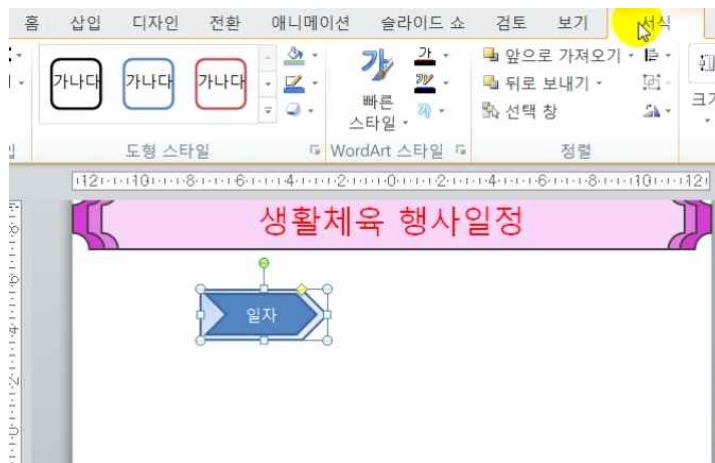 홈 삽입 디자인 전환 애니메이션 슬라이드 쇼 검토 보기 서식
가나다 가나다 가나다
빠른
스타일
가
앞으로 가져오기
뒤로 보내기
선택 창
도형 스타일 WordArt 스타일 정렬
12 10 8 6 4 2 0 2 4 6 8 10 12
생활체육 행사일정
일자